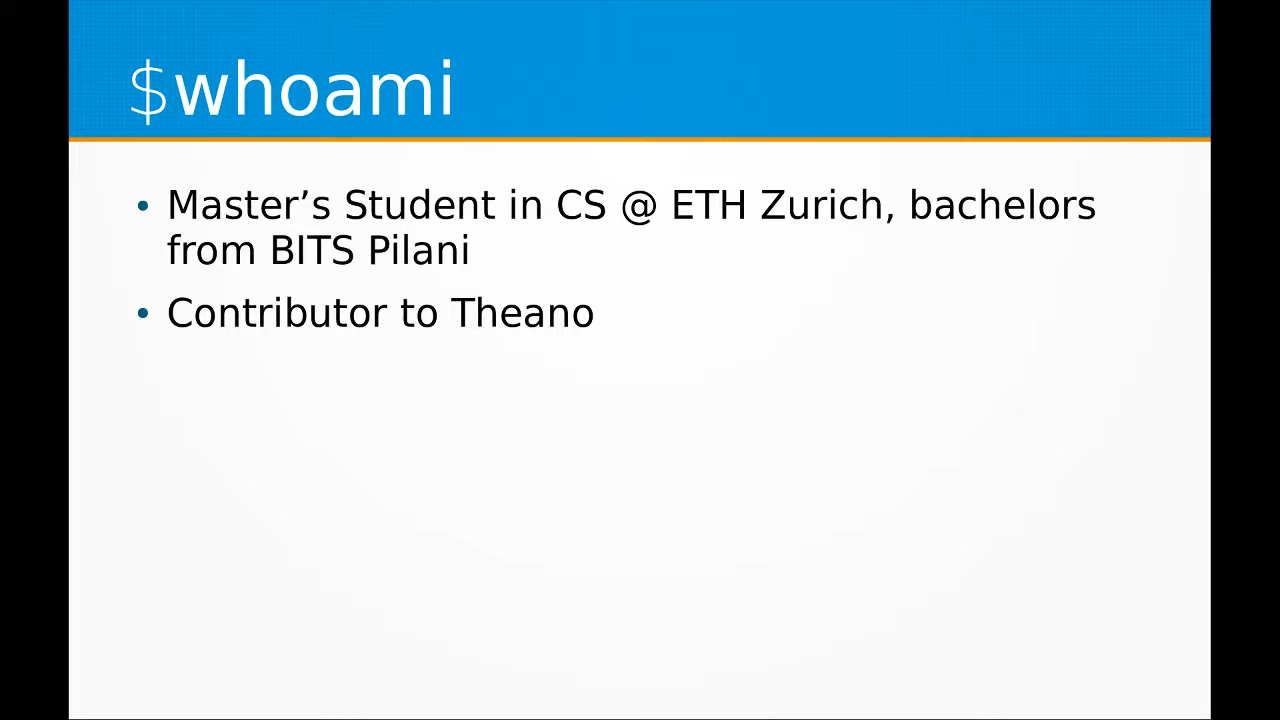 $whoami
Master’s Student in CS @ ETH Zurich, bachelors
from BITS Pilani
Contributor to Theano